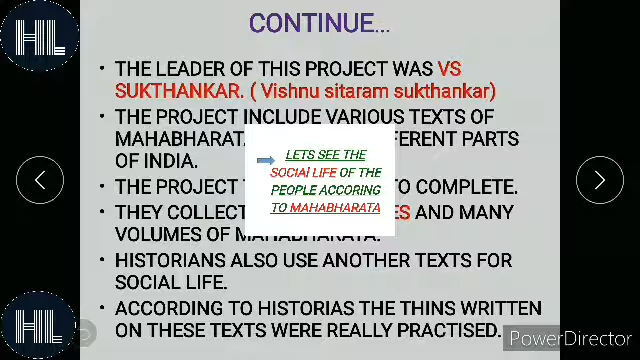 CONTINUE...
• THE LEADER OF THIS PROJECT WAS VS
SUKTHANKAR. ( Vishnu sitaram sukthankar)
• THE PROJECT INCLUDE VARIOUS TEXTS OF
MAHABHARAT FERENT PARTS
OF INDIA.
• THE PROJECT T TO COMPLETE.
• THEY COLLECT ES AND MANY
VOLUMES OF MAHABHARATA.
• HISTORIANS ALSO USE ANOTHER TEXTS FOR
SOCIAL LIFE.
• ACCORDING TO HISTORIAS THE THINS WRITTEN
ON THESE TEXTS WERE REALLY PRACTISED.
LETS SEE THE
SOCIAl LIFE OF THE
PEOPLE ACCORING
TO MAHABHARATA
HL
HL
PowerDirector